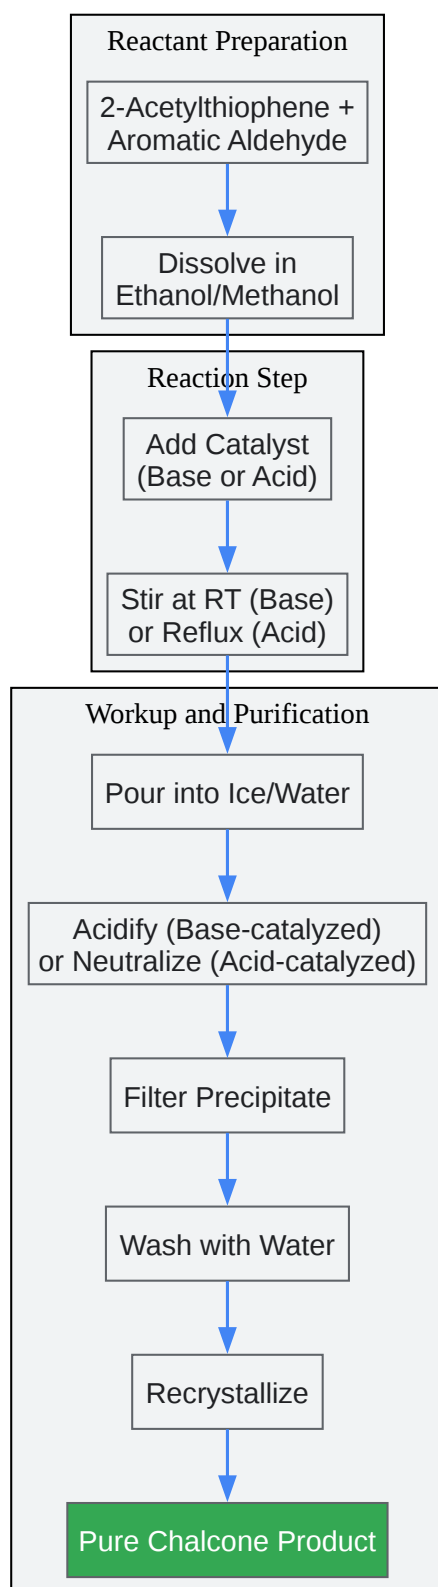 Reactant Preparation
2-Acetylthiophene +
Aromatic Aldehyde
Dissolve in
Ethanol/Methanol
Reaction Step
Add Catalyst
(Base or Acid)
Stir at RT (Base)
or Reflux (Acid)
Workup and Purification
Pour into Ice/Water
Acidify (Base-catalyzed)
or Neutralize (Acid-catalyzed)
Filter Precipitate
Wash with Water
Recrystallize
Pure Chalcone Product